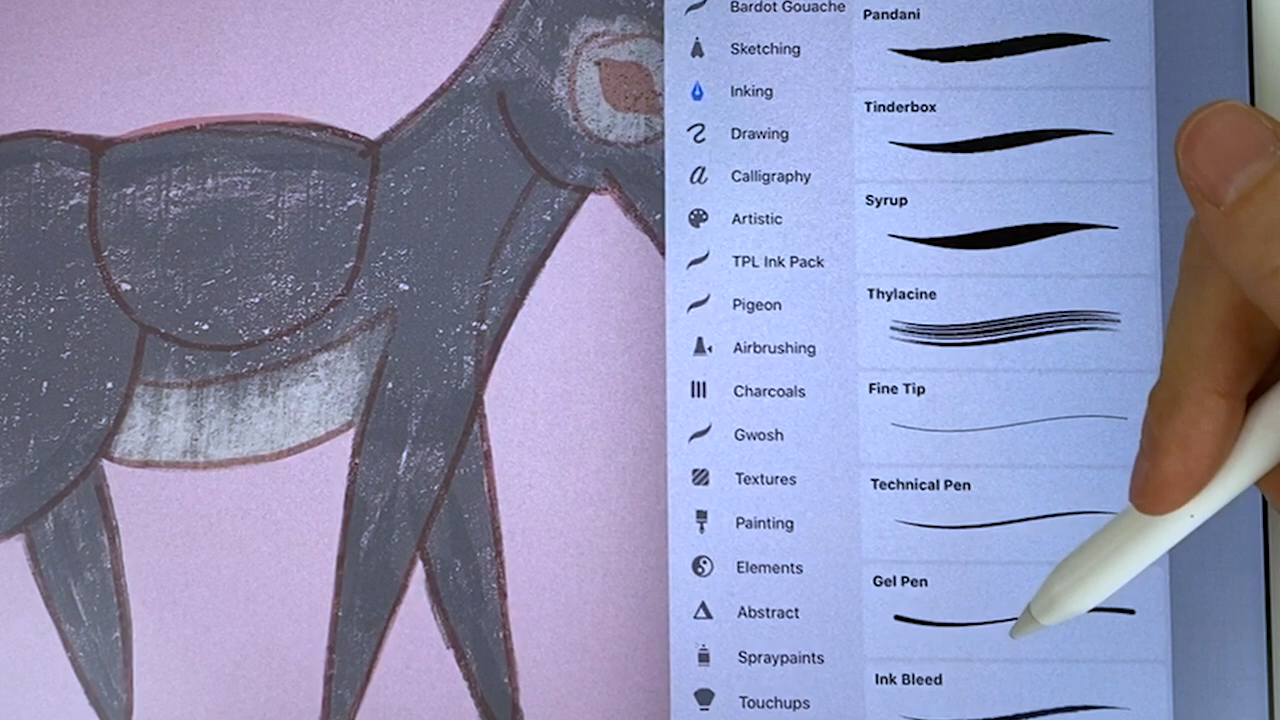 Bardot Gouache
Sketching
Inking
Drawing
Calligraphy
Artistic
TPL Ink Pack
Pigeon
Airbrushing
Charcoals
Gwosh
Textures
Painting
Elements
Abstract
Spraypaints
Touchups
Pandani
Tinderbox
Syrup
Thylacine
Fine Tip
Technical Pen
Gel Pen
Ink Bleed